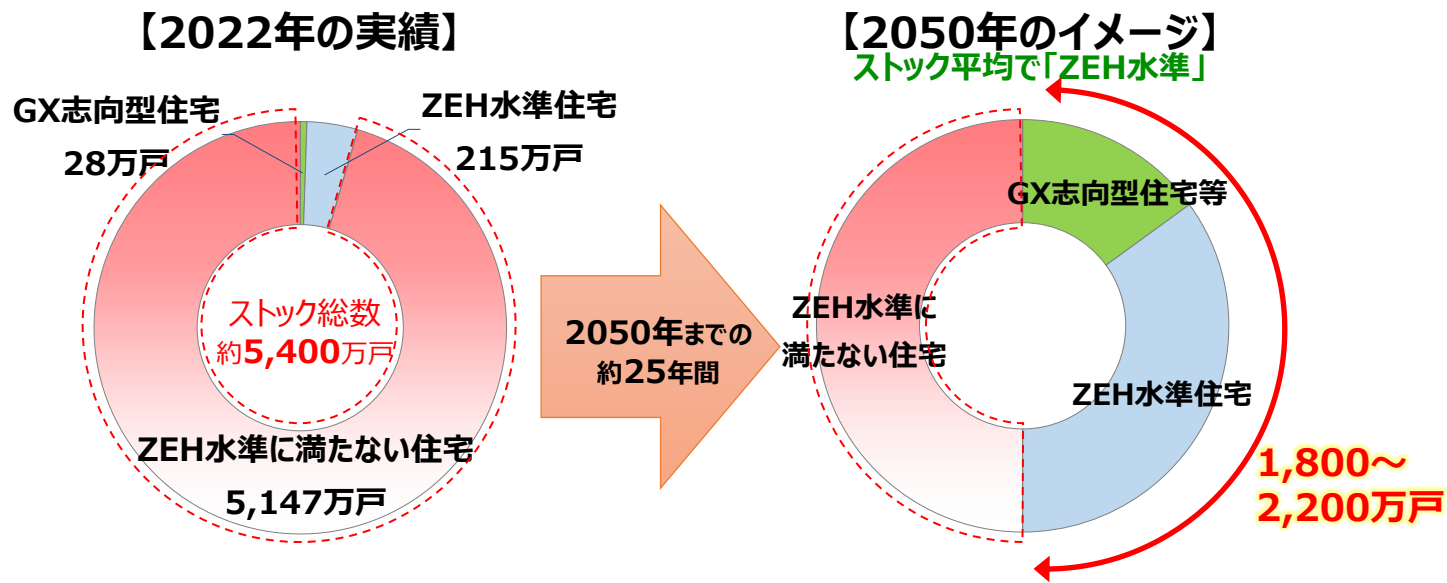 【2022年の実績】
GX志向型住宅
28万戸
ZEH水準住宅
215万戸
ストック総数
約5,400万戸
ZEH水準に満たない住宅
5,147万戸
2050年までの
約25年間
【2050年のイメージ】
ストック平均で「ZEH水準」
GX志向型住宅等
ZEH水準に
満たない住宅
ZEH水準住宅
1,800～
2,200万戸